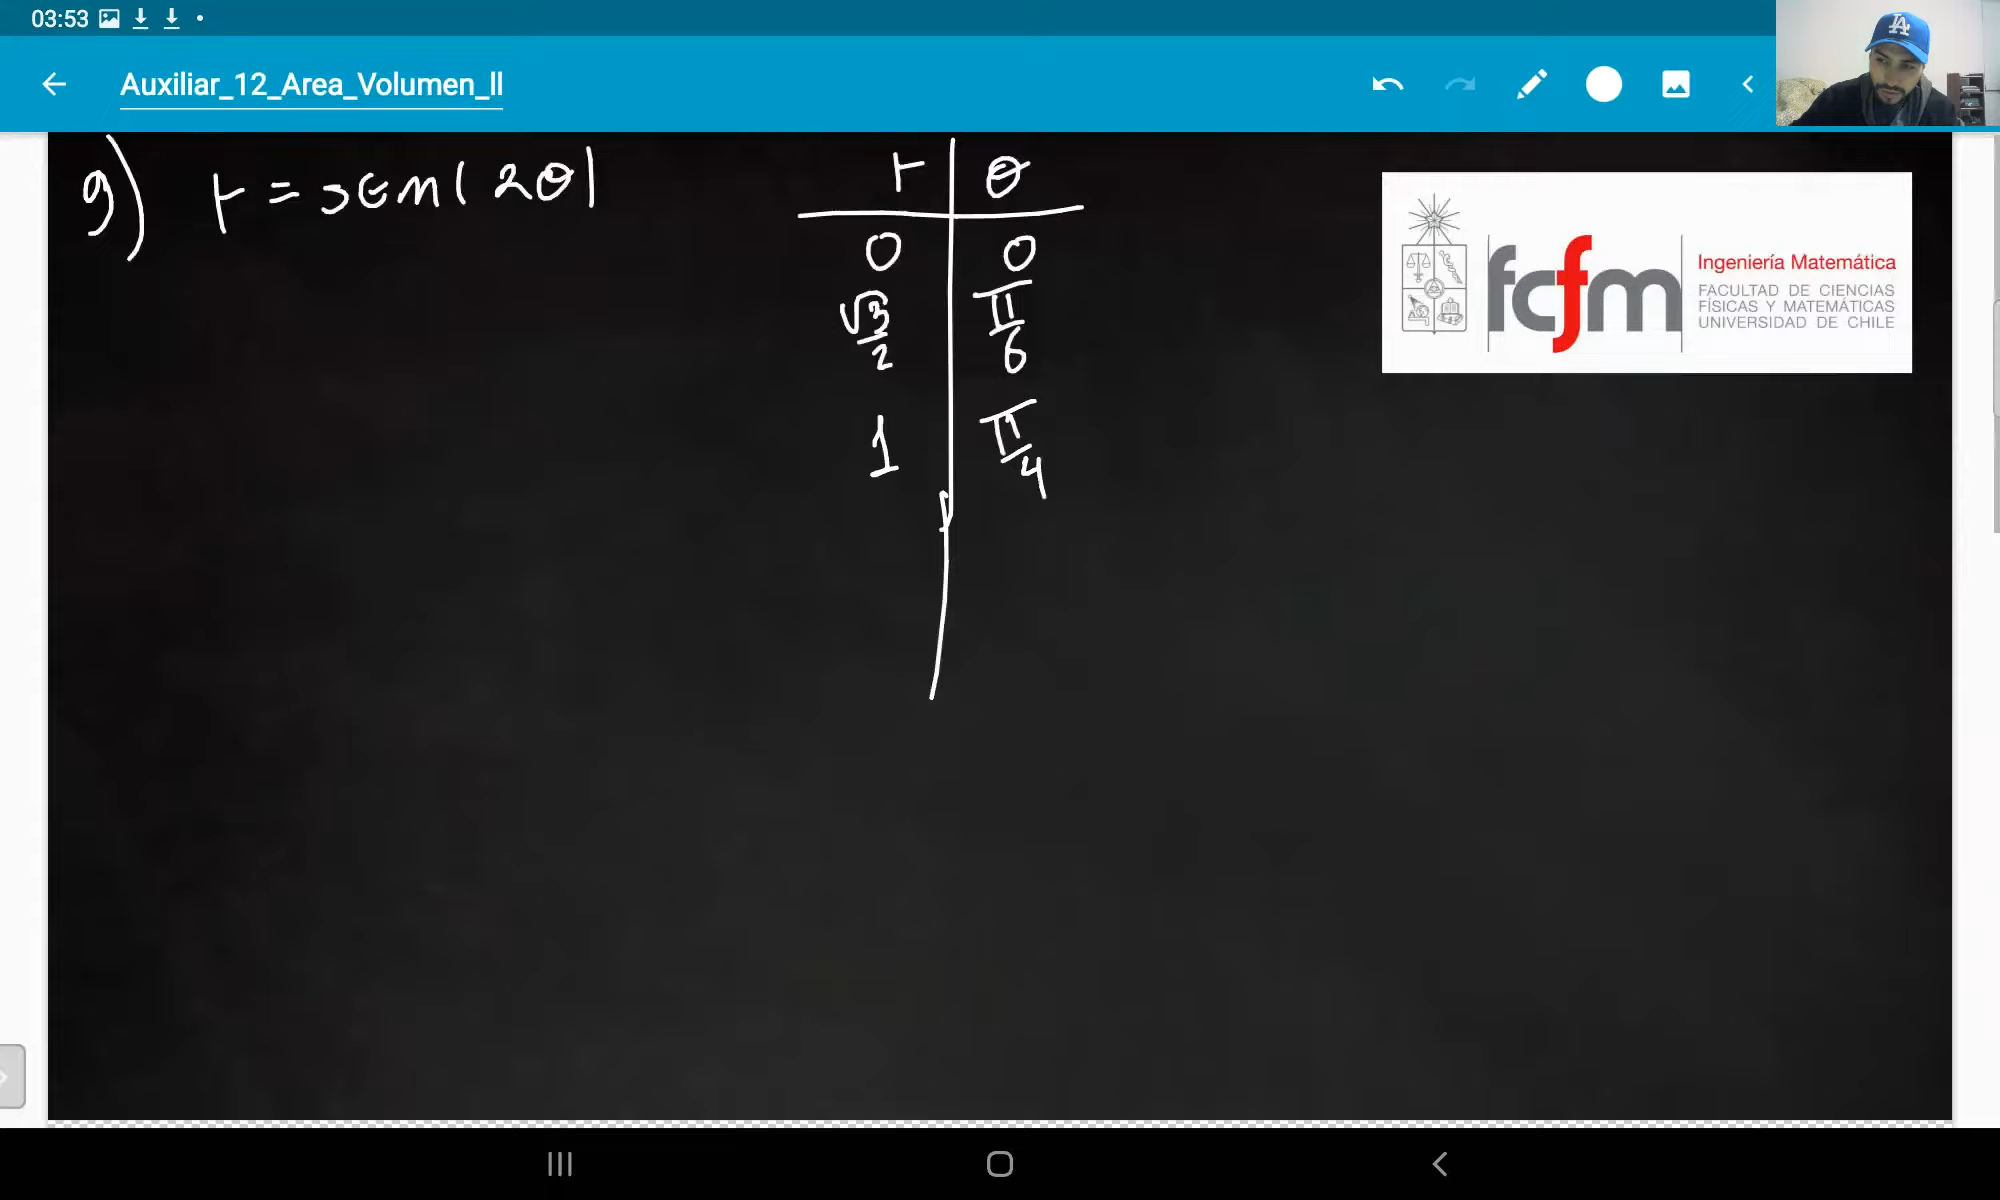 03:53
Auxiliar_12_Area_Volumen_II
LA
g) r = sen(2θ)
r θ
0 0
√3/2 π/6
1 π/4
fcfm
Ingeniería Matemática
FACULTAD DE CIENCIAS
FÍSICAS Y MATEMÁTICAS
UNIVERSIDAD DE CHILE